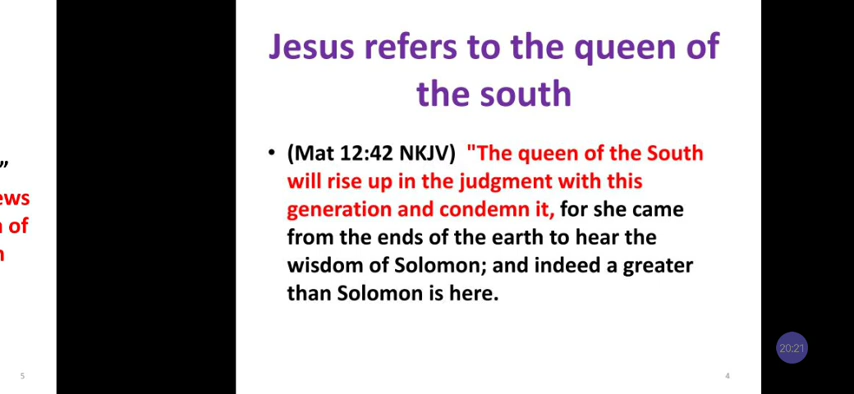 Jesus refers to the queen of
the south
• (Mat 12:42 NKJV) "The queen of the South
will rise up in the judgment with this
generation and condemn it, for she came
from the ends of the earth to hear the
wisdom of Solomon; and indeed a greater
than Solomon is here.
4
”
ews
of
5
20:21